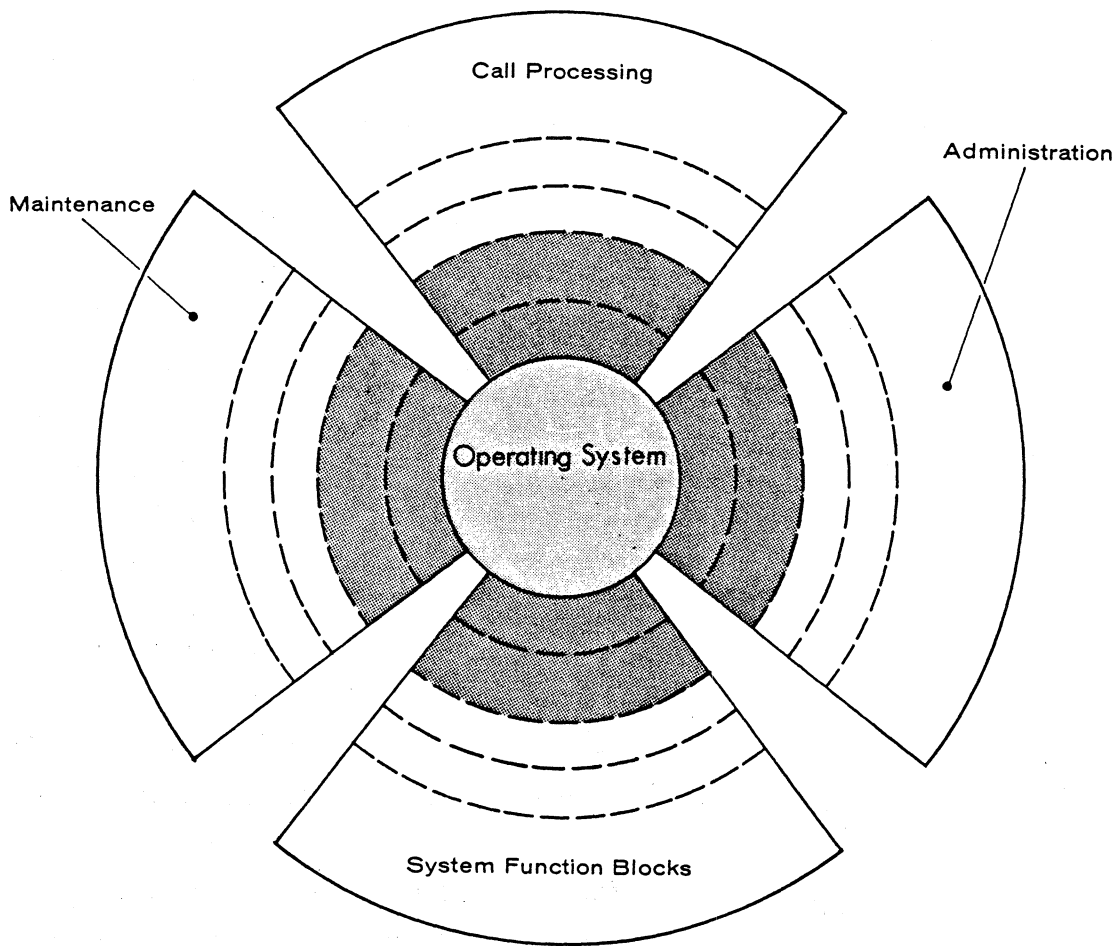 Call Processing
Administration
Maintenance
Operating System
System Function Blocks